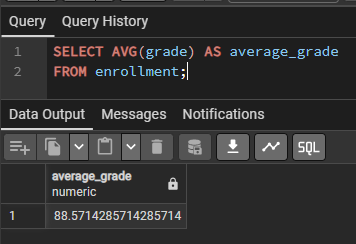 Query Query History
1 SELECT AVG(grade) AS average_grade
2 FROM enrollment;
Data Output Messages Notifications
SQL
average_grade
numeric
1 88.5714285714285714